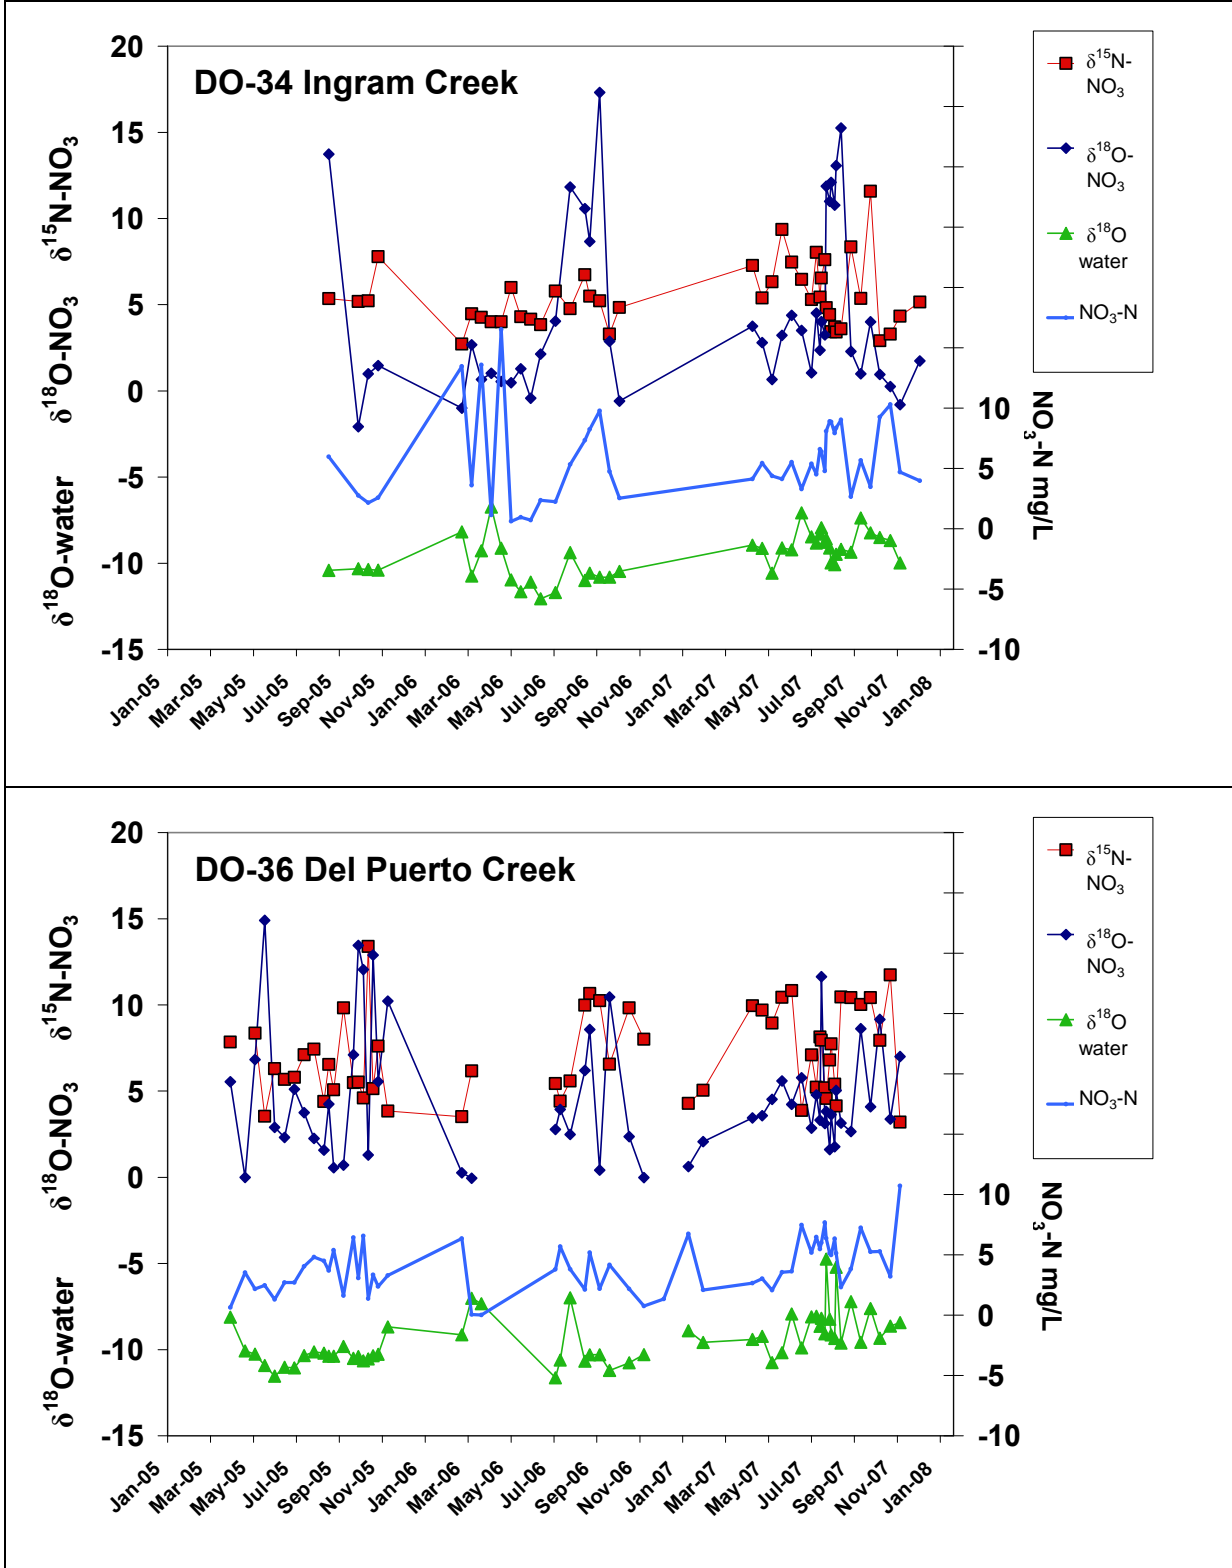 DO-34 Ingram Creek
20
15
10
5
0
-5
-10
-15
δ18O-water δ18O-NO3 δ15N-NO3
10
5
0
-5
-10
NO3-N mg/L
Jan-05 Mar-05 May-05 Jul-05 Sep-05 Nov-05 Jan-06 Mar-06 May-06 Jul-06 Sep-06 Nov-06 Jan-07 Mar-07 May-07 Jul-07 Sep-07 Nov-07 Jan-08
δ15N-
NO3
δ18O-
NO3
δ18O
water
NO3-N
DO-36 Del Puerto Creek
20
15
10
5
0
-5
-10
-15
δ18O-water δ18O-NO3 δ15N-NO3
10
5
0
-5
-10
NO3-N mg/L
Jan-05 Mar-05 May-05 Jul-05 Sep-05 Nov-05 Jan-06 Mar-06 May-06 Jul-06 Sep-06 Nov-06 Jan-07 Mar-07 May-07 Jul-07 Sep-07 Nov-07 Jan-08
δ15N-
NO3
δ18O-
NO3
δ18O
water
NO3-N